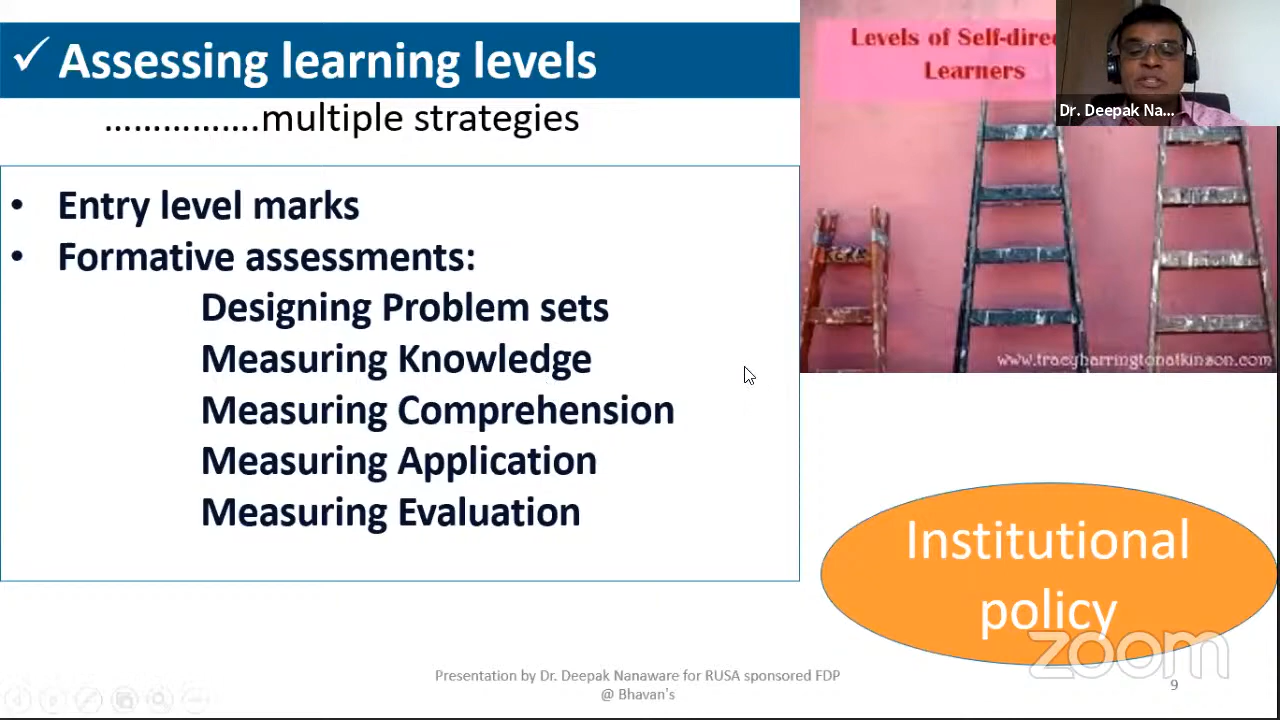 ✓ Assessing learning levels
................multiple strategies
• Entry level marks
• Formative assessments:
Designing Problem sets
Measuring Knowledge
Measuring Comprehension
Measuring Application
Measuring Evaluation
Levels of Self-dire
Learners
Dr. Deepak Na...
www.tracyharringtonatkinson.com
Institutional
policy
zoom
Presentation by Dr. Deepak Nanaware for RUSA sponsored FDP
@ Bhavan's
9